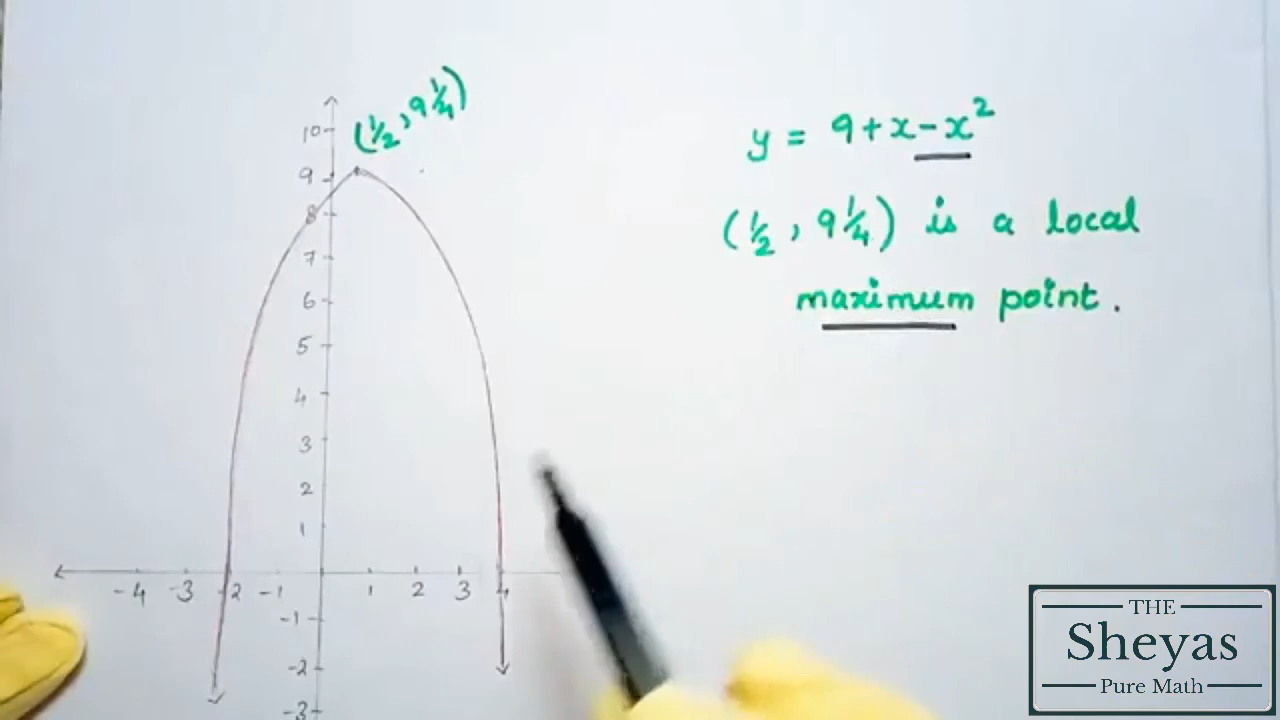 (½, 9¼)
10
9
8
7
6
5
4
3
2
1
-4 -3 -2 -1 1 2 3 4
-1
-2
-3
y = 9+x-x²
(½, 9¼) is a local
maximum point.
THE
Sheyas
Pure Math